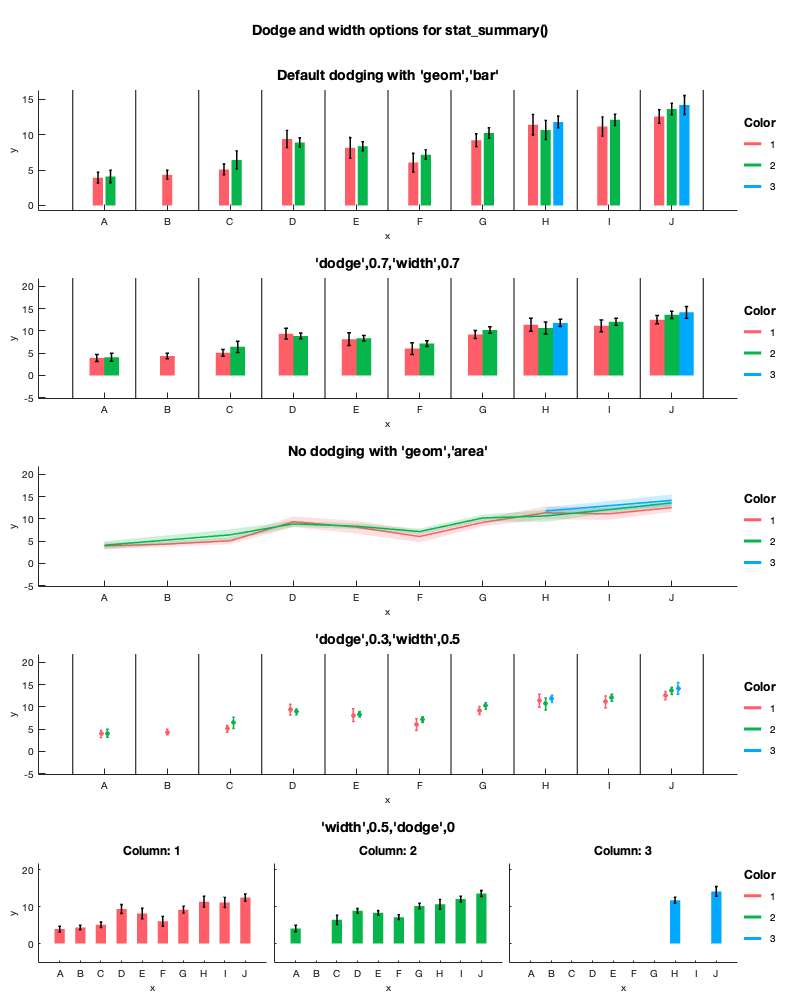 Dodge and width options for stat_summary()
Default dodging with 'geom','bar'
15
10
5
0
y
A B C D E F G H I J
x
Color
1
2
3
'dodge',0.7,'width',0.7
20
15
10
5
0
-5
y
A B C D E F G H I J
x
Color
1
2
3
No dodging with 'geom','area'
20
15
10
5
0
-5
y
A B C D E F G H I J
x
Color
1
2
3
'dodge',0.3,'width',0.5
20
15
10
5
0
-5
y
A B C D E F G H I J
x
Color
1
2
3
'width',0.5,'dodge',0
Column: 1
Column: 2
Column: 3
20
10
0
y
A B C D E F G H I J
x
A B C D E F G H I J
x
A B C D E F G H I J
x
Color
1
2
3